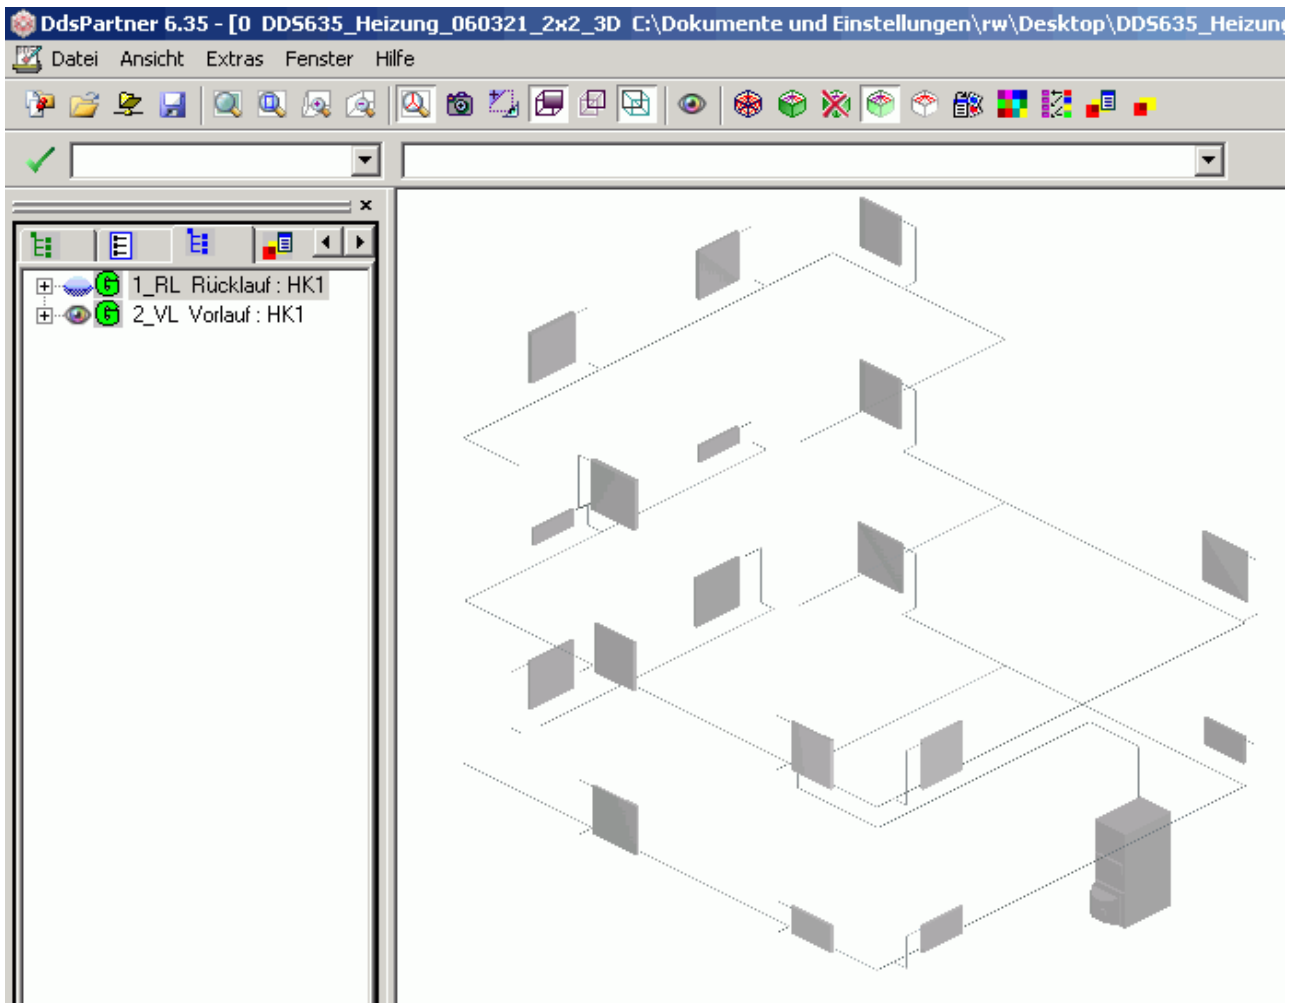 DdsPartner 6.35 - [0 DDS635_Heizung_060321_2x2_3D C:\Dokumente und Einstellungen\rw\Desktop\DDS635_Heizung
Datei Ansicht Extras Fenster Hilfe
1_RL Rücklauf : HK1
2_VL Vorlauf : HK1